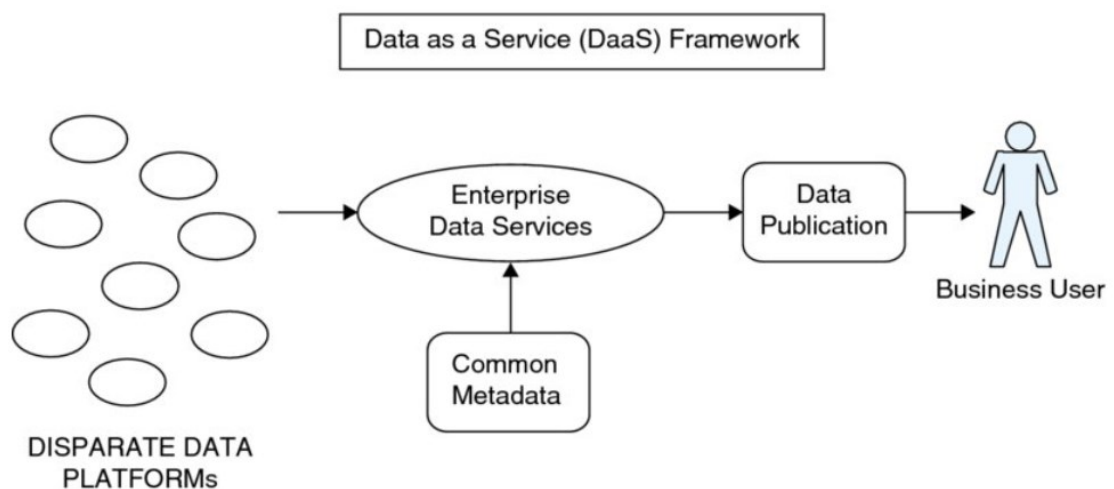 Data as a Service (DaaS) Framework
Enterprise
Data Services
Data
Publication
Business User
Common
Metadata
DISPARATE DATA
PLATFORMs